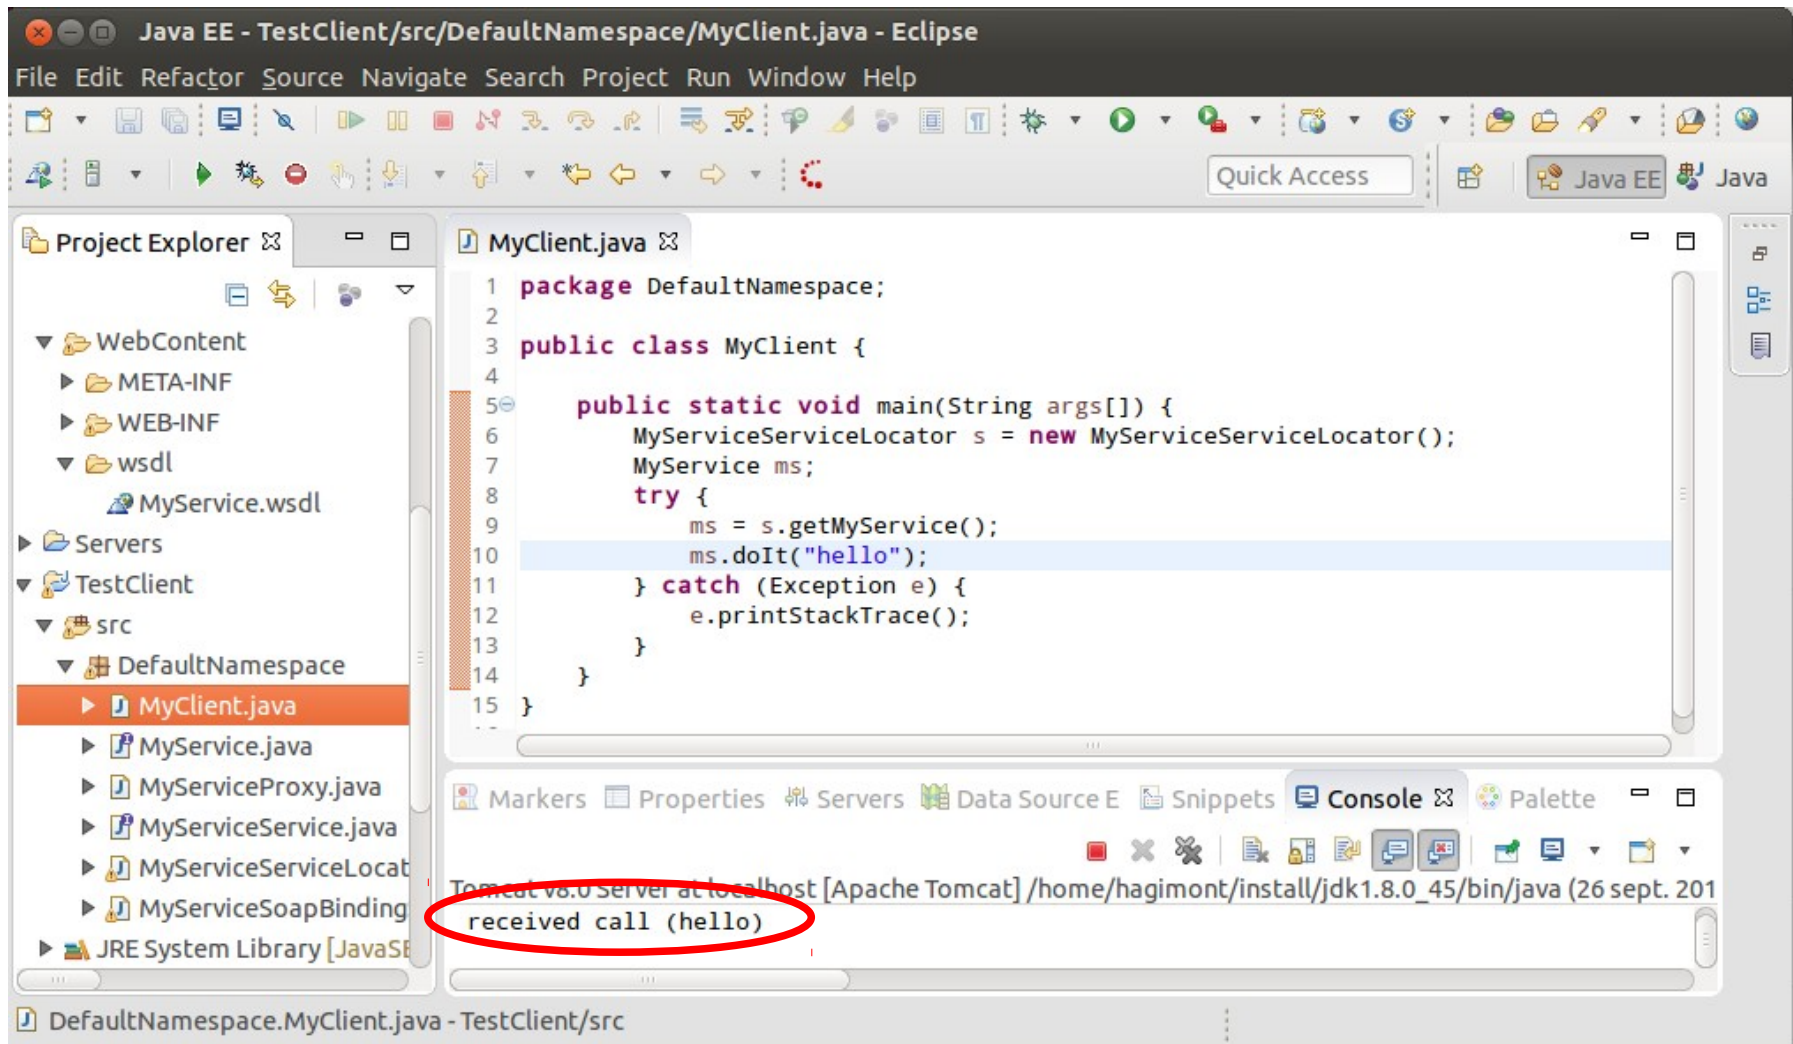 Java EE - TestClient/src/DefaultNamespace/MyClient.java - Eclipse
File Edit Refactor Source Navigate Search Project Run Window Help
Quick Access
Java EE
Java
Project Explorer
WebContent
META-INF
WEB-INF
wsdl
MyService.wsdl
Servers
TestClient
src
DefaultNamespace
MyClient.java
MyService.java
MyServiceProxy.java
MyServiceService.java
MyServiceServiceLocat
MyServiceSoapBinding
JRE System Library [JavaSE
MyClient.java
1 package DefaultNamespace;
2
3 public class MyClient {
4
5 public static void main(String args[]) {
6 MyServiceServiceLocator s = new MyServiceServiceLocator();
7 MyService ms;
8 try {
9 ms = s.getMyService();
10 ms.doIt("hello");
11 } catch (Exception e) {
12 e.printStackTrace();
13 }
14 }
15 }
Markers Properties Servers Data Source E Snippets Console Palette
Tomcat v8.0 Server at localhost [Apache Tomcat] /home/hagimont/install/jdk1.8.0_45/bin/java (26 sept. 201
received call (hello)
DefaultNamespace.MyClient.java - TestClient/src